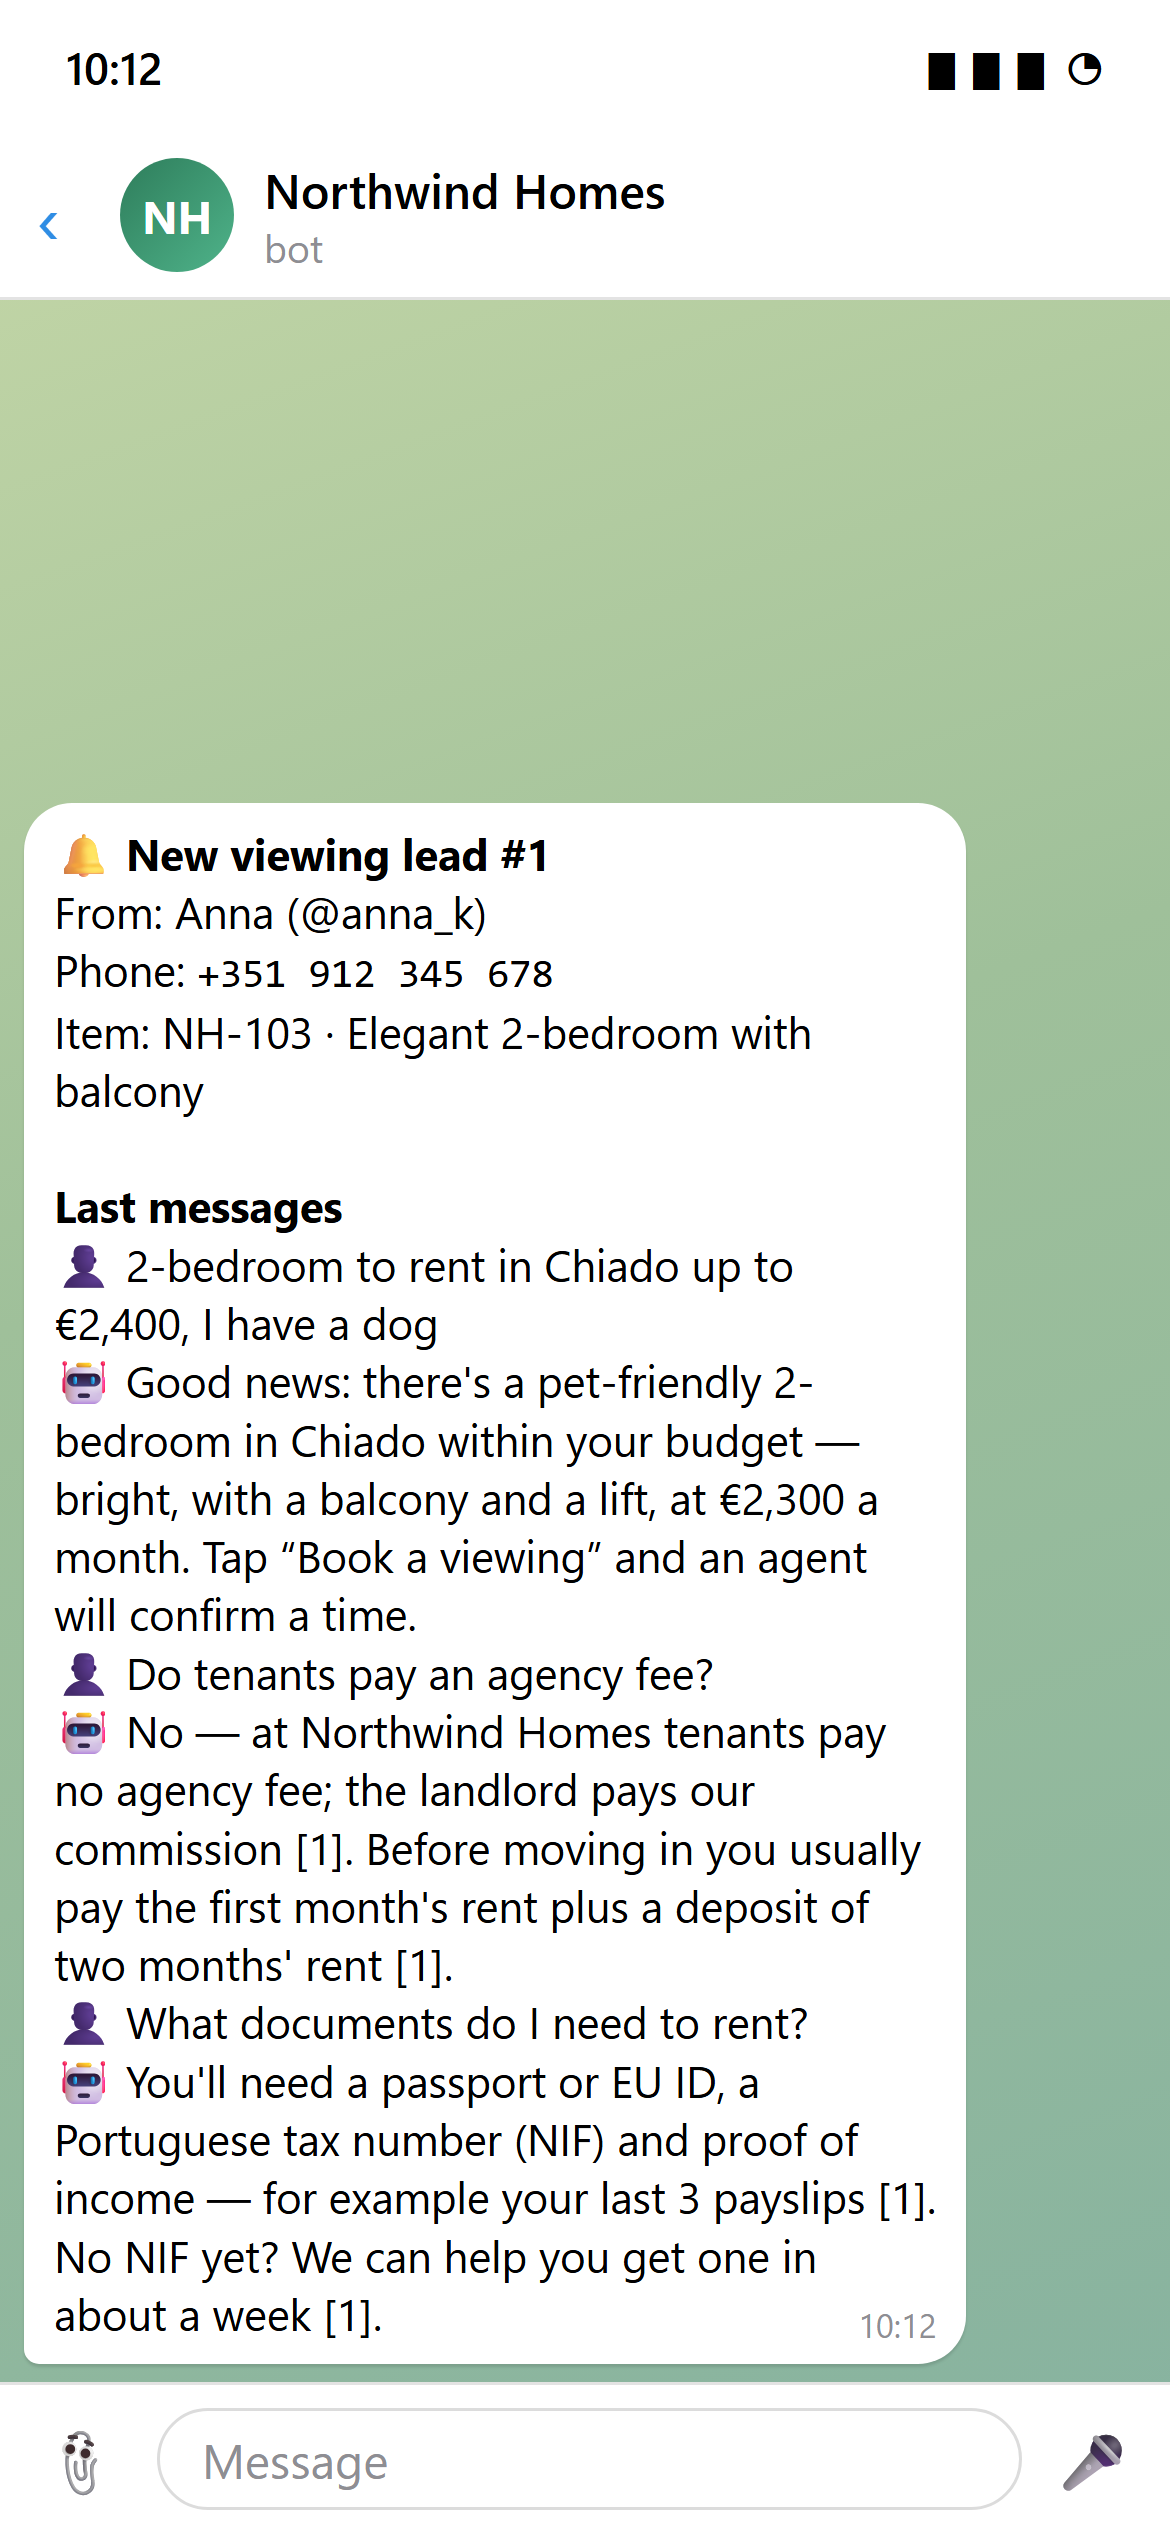 10:12
‹
NH
Northwind Homes
bot
🔔 New viewing lead #1
From: Anna (@anna_k)
Phone: +351 912 345 678
Item: NH-103 · Elegant 2-bedroom with
balcony
Last messages
👤 2-bedroom to rent in Chiado up to
€2,400, I have a dog
🤖 Good news: there's a pet-friendly 2-
bedroom in Chiado within your budget —
bright, with a balcony and a lift, at €2,300 a
month. Tap “Book a viewing” and an agent
will confirm a time.
👤 Do tenants pay an agency fee?
🤖 No — at Northwind Homes tenants pay
no agency fee; the landlord pays our
commission [1]. Before moving in you usually
pay the first month's rent plus a deposit of
two months' rent [1].
👤 What documents do I need to rent?
🤖 You'll need a passport or EU ID, a
Portuguese tax number (NIF) and proof of
income — for example your last 3 payslips [1].
No NIF yet? We can help you get one in
about a week [1].
10:12
Message